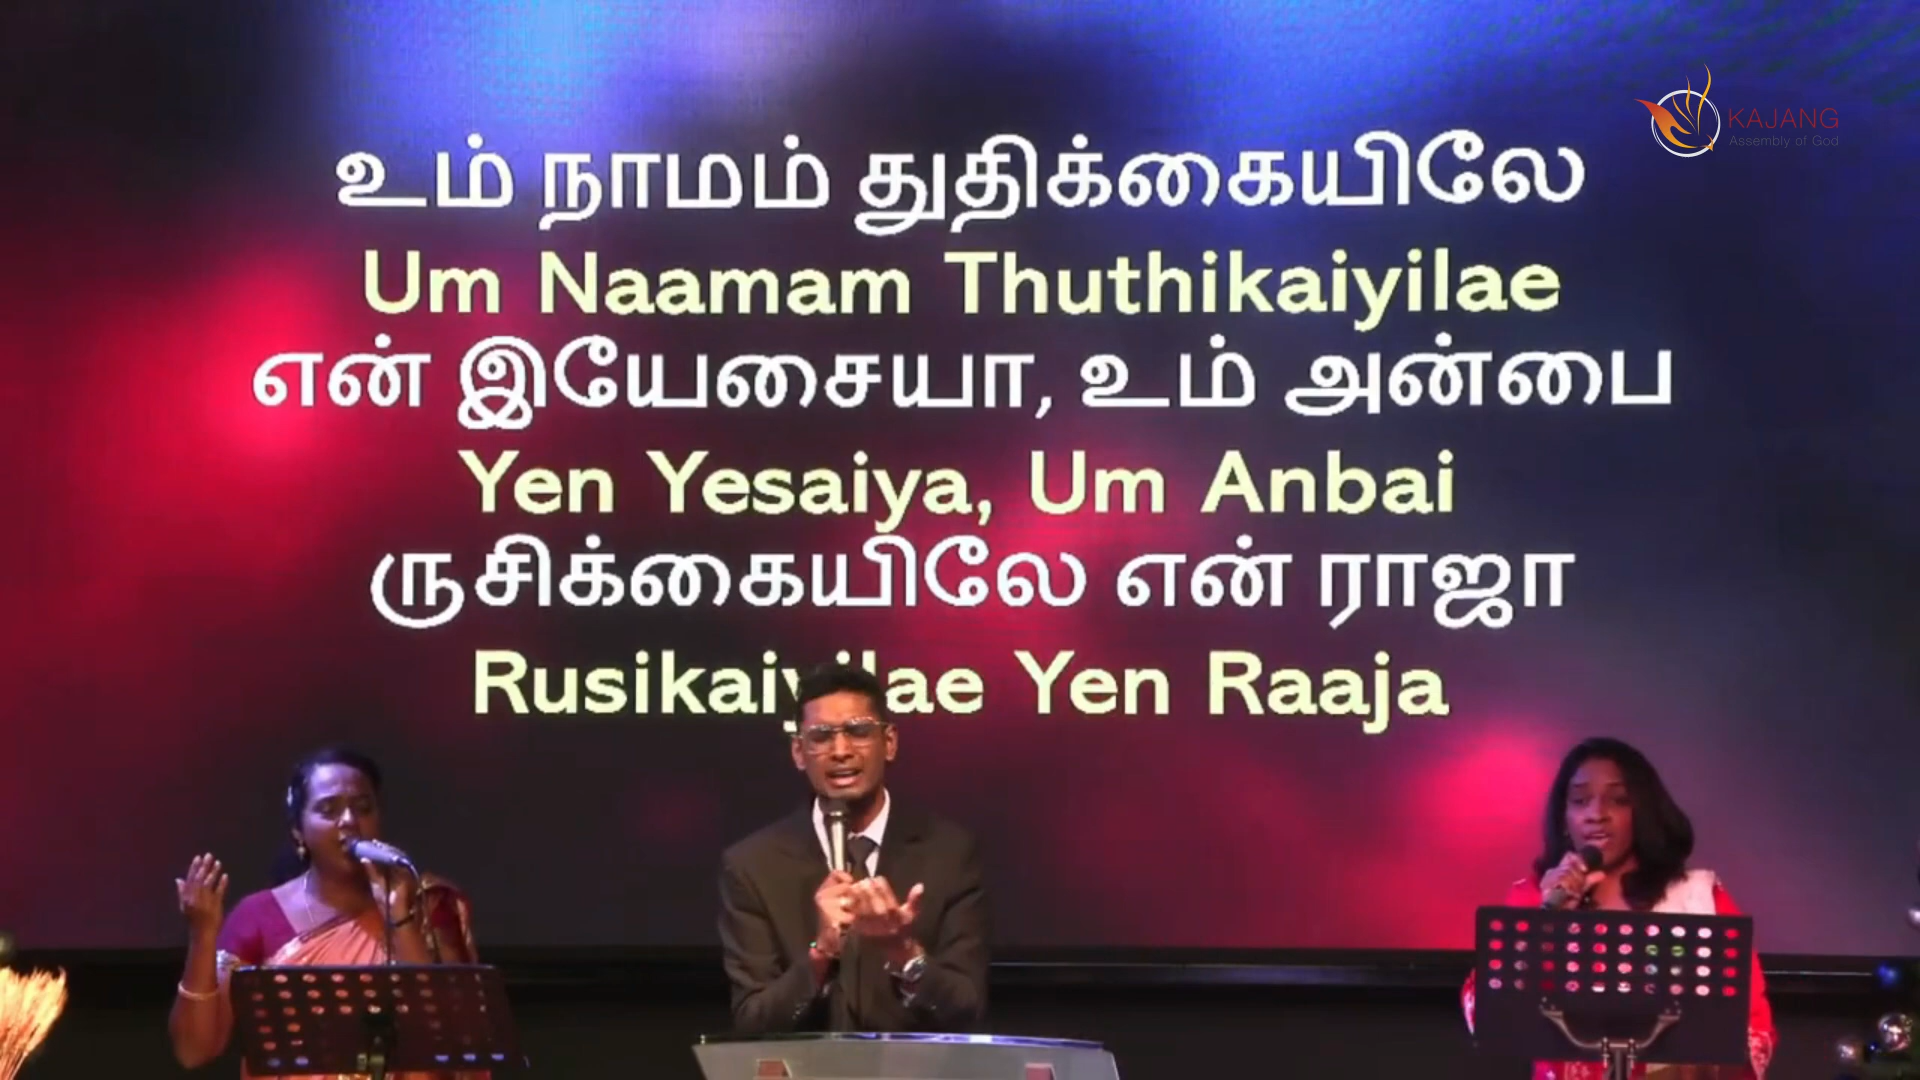 KAJANG
Assembly of God
உம் நாமம் துதிக்கையிலே
Um Naamam Thuthikaiyilae
என் இயேசையா, உம் அன்பை
Yen Yesaiya, Um Anbai
ருசிக்கையிலே என் ராஜா
Rusikaiyilae Yen Raaja